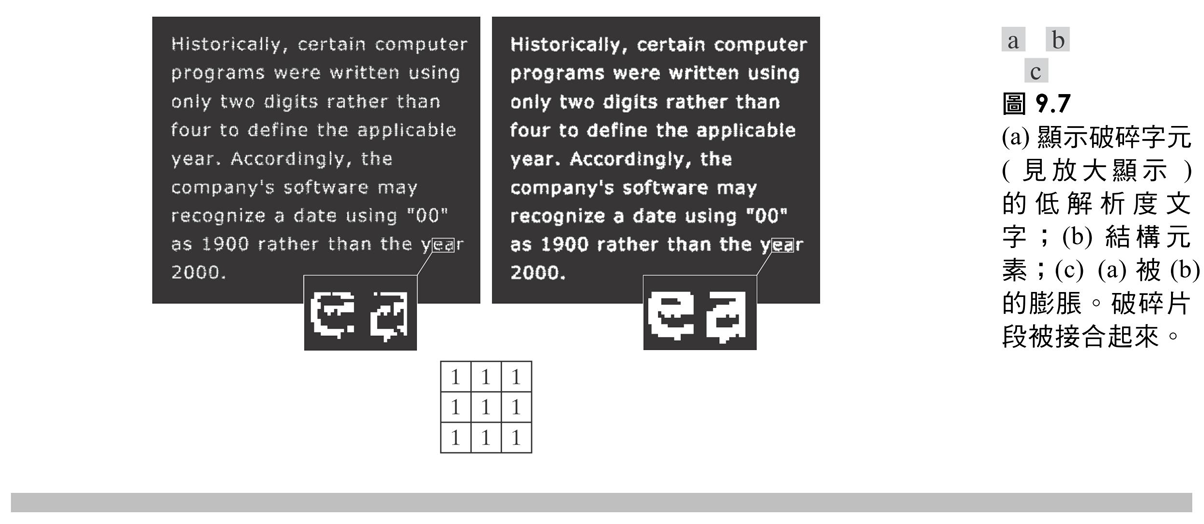 Historically, certain computer
programs were written using
only two digits rather than
four to define the applicable
year. Accordingly, the
company's software may
recognize a date using "00"
as 1900 rather than the year
2000.
ea
Historically, certain computer
programs were written using
only two digits rather than
four to define the applicable
year. Accordingly, the
company's software may
recognize a date using "00"
as 1900 rather than the year
2000.
ea
1 1 1
1 1 1
1 1 1
a b
c
圖 9.7
(a) 顯示破碎字元
( 見放大顯示 )
的低解析度文
字；(b) 結構元
素；(c) (a) 被 (b)
的膨脹。破碎片
段被接合起來。